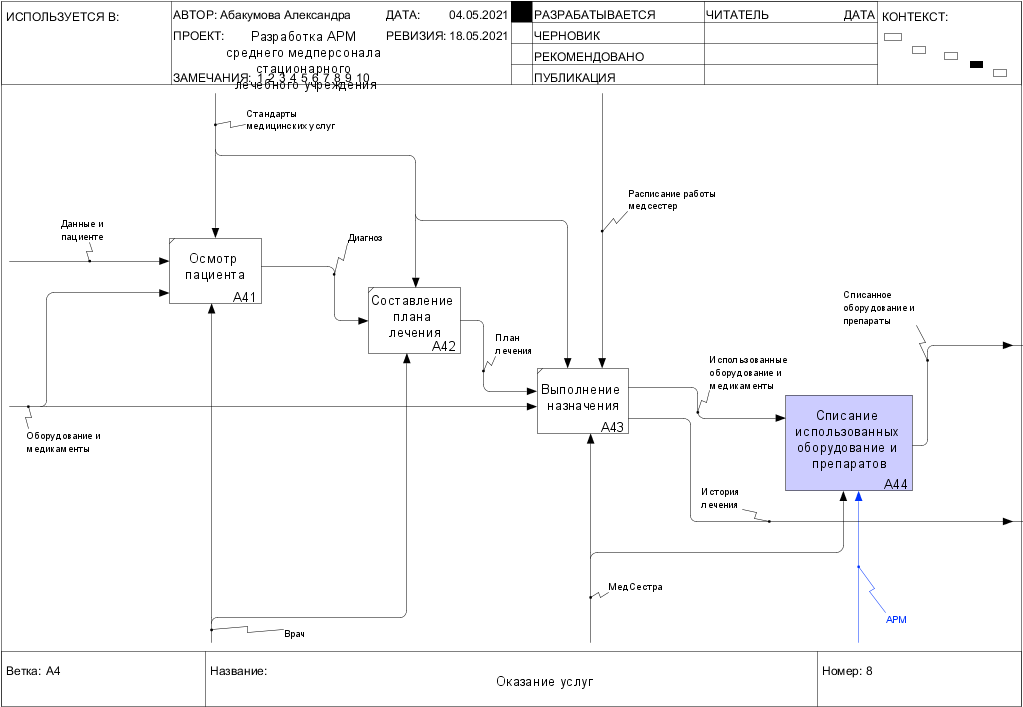 ИСПОЛЬЗУЕТСЯ В:
АВТОР: Абакумова Александра
ДАТА: 04.05.2021
РАЗРАБАТЫВАЕТСЯ
ЧИТАТЕЛЬ
ДАТА
КОНТЕКСТ:
ПРОЕКТ: Разработка АРМ
среднего медперсонала
стационарного
лечебного учреждения
РЕВИЗИЯ: 18.05.2021
ЧЕРНОВИК
РЕКОМЕНДОВАНО
ЗАМЕЧАНИЯ: 1 2 3 4 5 6 7 8 9 10
ПУБЛИКАЦИЯ
Стандарты
медицинских услуг
Расписание работы
медсестер
Данные и
пациенте
Диагноз
Осмотр
пациента
A41
Составление
плана
лечения
A42
Списанное
оборудование и
препараты
План
лечения
Использованные
оборудование и
медикаменты
Выполнение
назначения
A43
Оборудование и
медикаменты
Списание
использованных
оборудование и
препаратов
A44
История
лечения
МедСестра
АРМ
Врач
Ветка: A4
Название:
Оказание услуг
Номер: 8